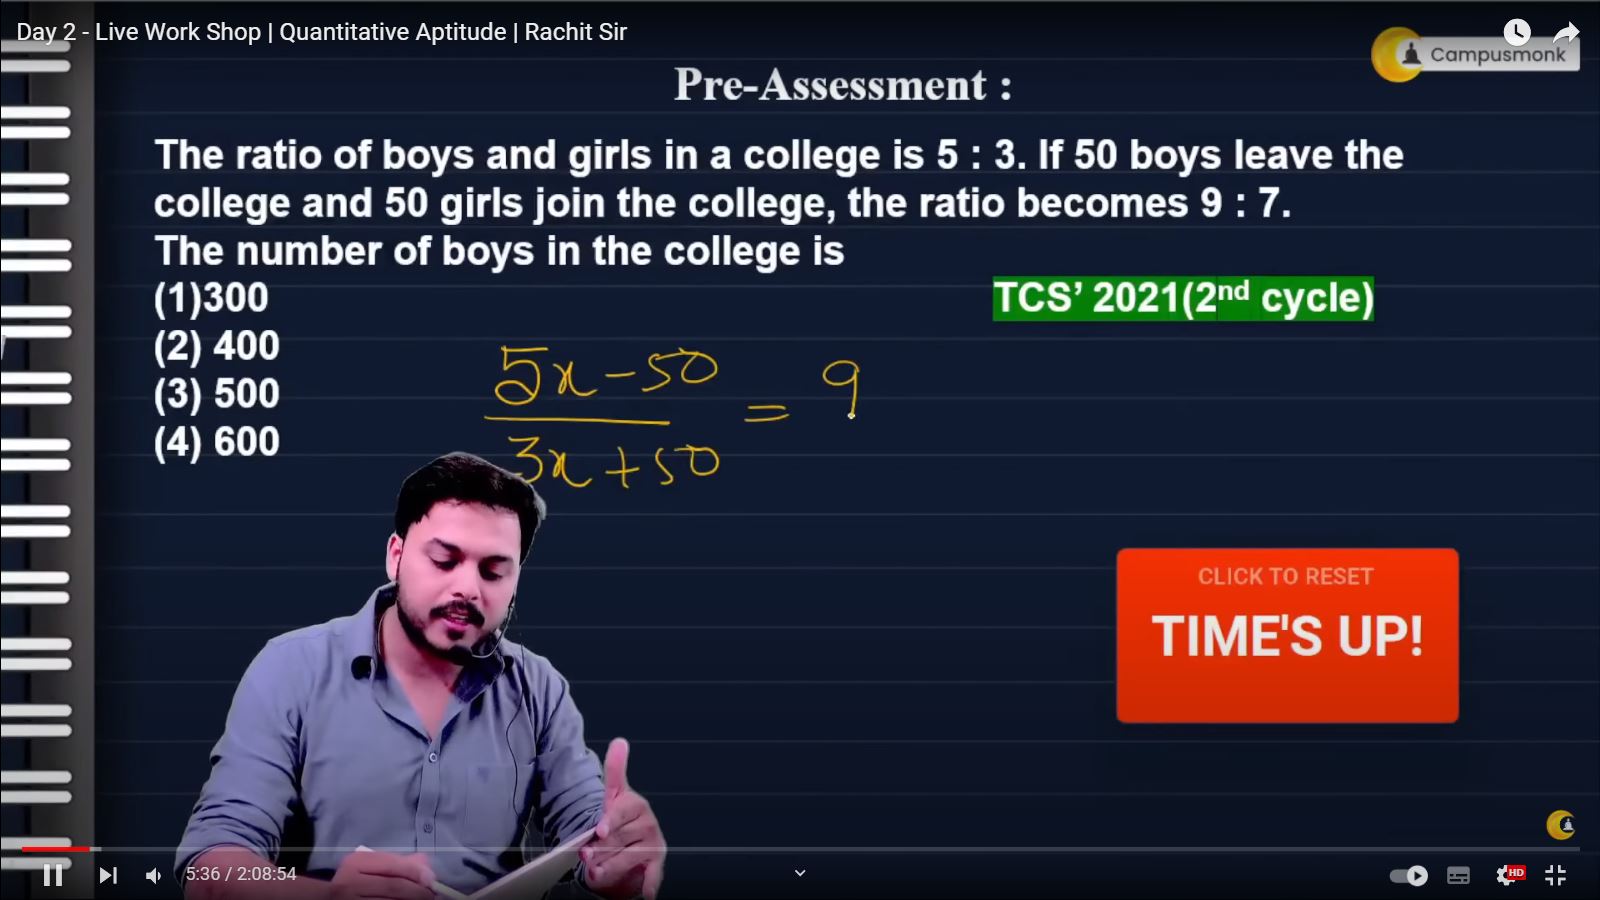 Day 2 - Live Work Shop | Quantitative Aptitude | Rachit Sir
Campusmonk
Pre-Assessment :
The ratio of boys and girls in a college is 5 : 3. If 50 boys leave the
college and 50 girls join the college, the ratio becomes 9 : 7.
The number of boys in the college is
(1)300
TCS’ 2021(2nd cycle)
(2) 400
(3) 500
(4) 600
5x-50
= 9
3x+50
CLICK TO RESET
TIME'S UP!
5:36 / 2:08:54
HD